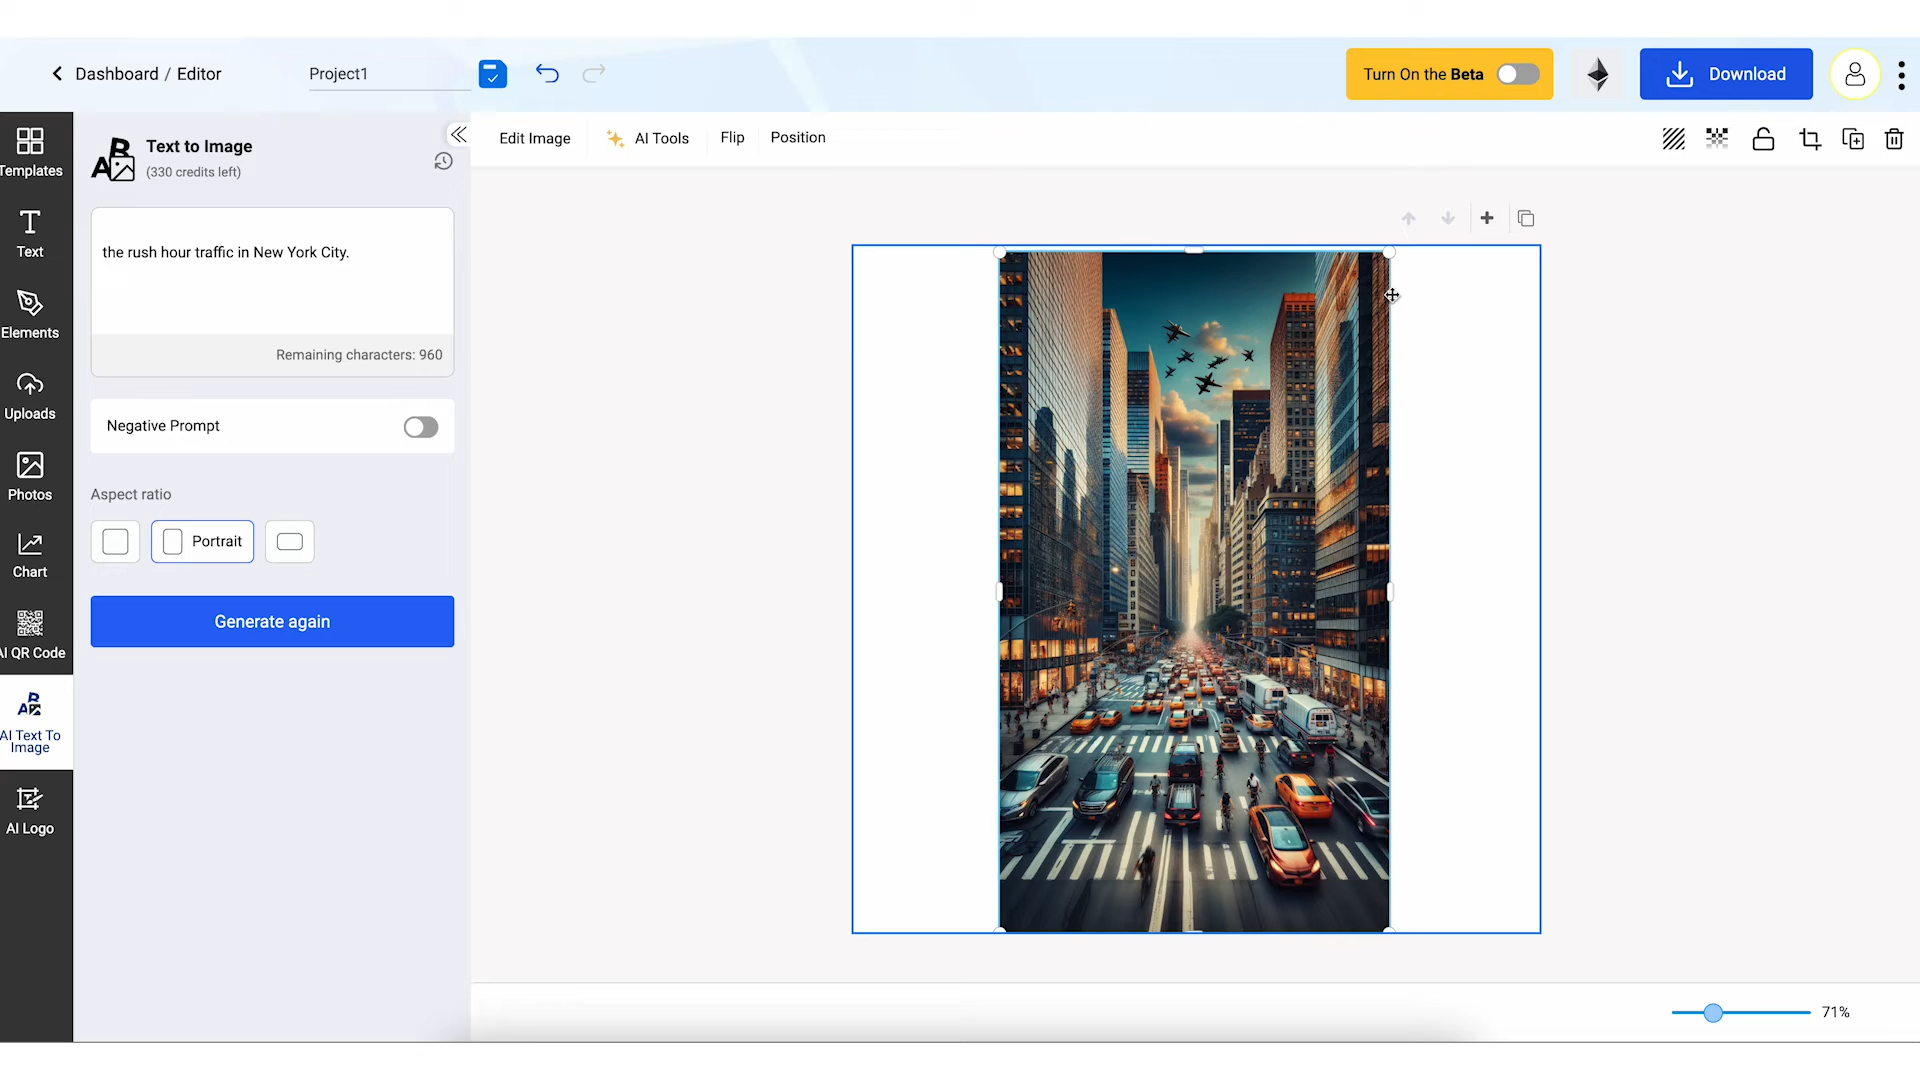 Dashboard / Editor
Project1
Turn On the Beta
Download
Templates
Text
Elements
Uploads
Photos
Chart
AI QR Code
AI Text To
Image
AI Logo
Text to Image
(330 credits left)
the rush hour traffic in New York City.
Remaining characters: 960
Negative Prompt
Aspect ratio
Portrait
Generate again
Edit Image
AI Tools
Flip
Position
71%